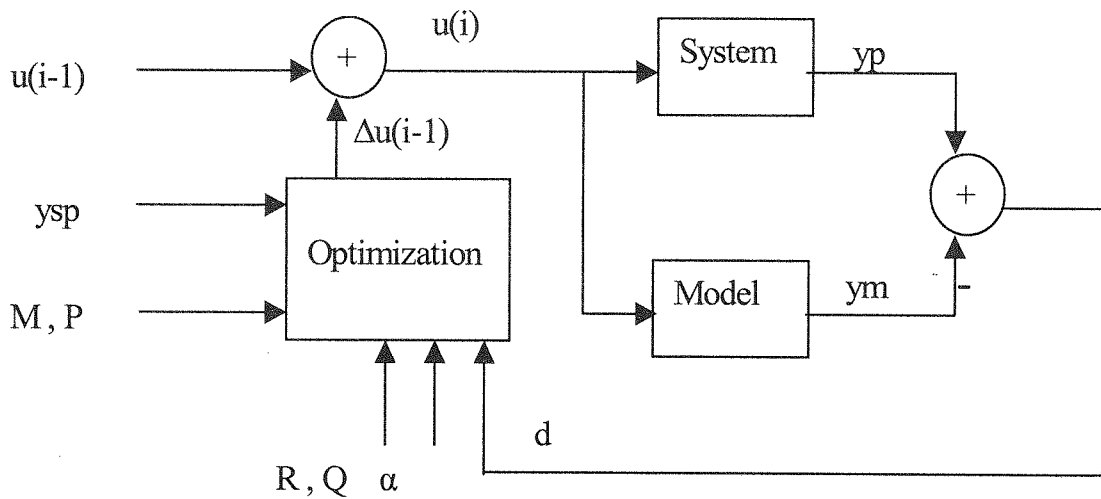 u(i)
System
yp
+
u(i-1)
Δu(i-1)
ysp
+
Optimization
Model
ym
-
M , P
d
R , Q α